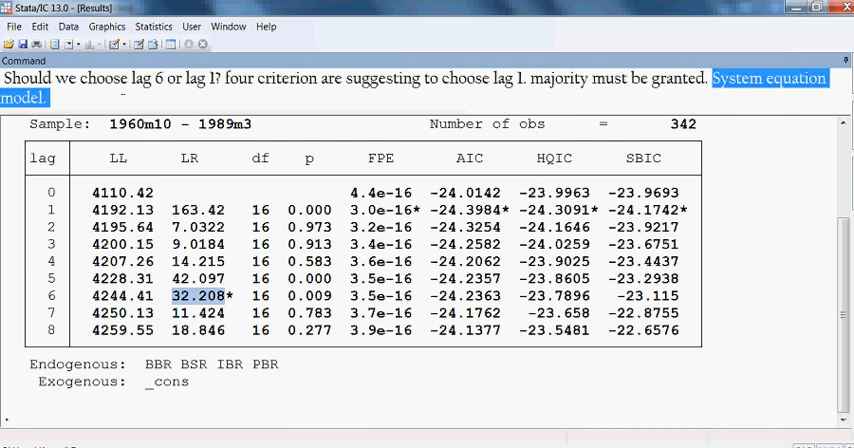 Stata/IC 13.0 - [Results]
File Edit Data Graphics Statistics User Window Help
Command
Should we choose lag 6 or lag 1? four criterion are suggesting to choose lag 1. majority must be granted. System equation
model.
Sample: 1960m10 - 1989m3 Number of obs = 342
lag LL LR df p FPE AIC HQIC SBIC
0 4110.42 4.4e-16 -24.0142 -23.9963 -23.9693
1 4192.13 163.42 16 0.000 3.0e-16* -24.3984* -24.3091* -24.1742*
2 4195.64 7.0322 16 0.973 3.2e-16 -24.3254 -24.1646 -23.9217
3 4200.15 9.0184 16 0.913 3.4e-16 -24.2582 -24.0259 -23.6751
4 4207.26 14.215 16 0.583 3.6e-16 -24.2062 -23.9025 -23.4437
5 4228.31 42.097 16 0.000 3.5e-16 -24.2357 -23.8605 -23.2938
6 4244.41 32.208* 16 0.009 3.5e-16 -24.2363 -23.7896 -23.115
7 4250.13 11.424 16 0.783 3.7e-16 -24.1762 -23.658 -22.8755
8 4259.55 18.846 16 0.277 3.9e-16 -24.1377 -23.5481 -22.6576
Endogenous: BBR BSR IBR PBR
Exogenous: _cons
.